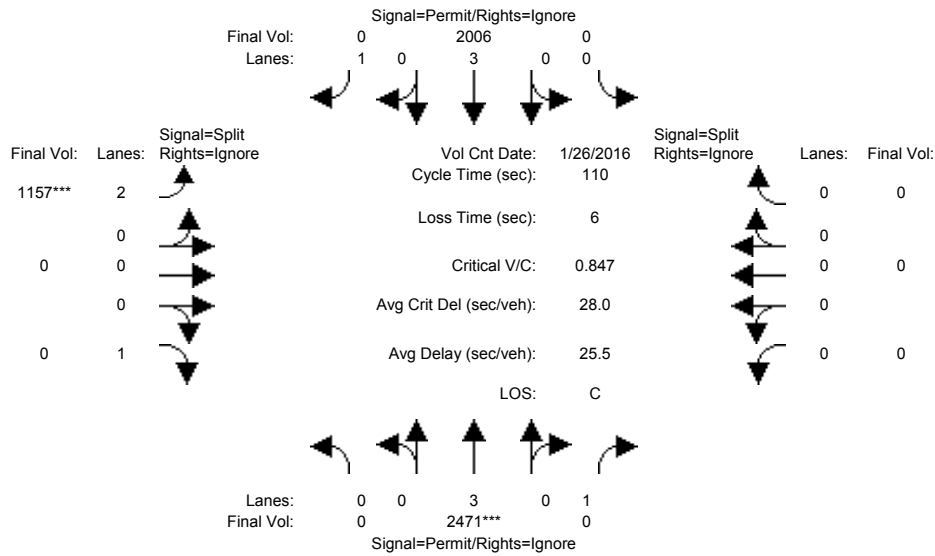 Signal=Permit/Rights=Ignore
Final Vol: 0 2006 0
Lanes: 1 0 3 0 0
Signal=Split Signal=Split
Final Vol: Lanes: Rights=Ignore Vol Cnt Date: 1/26/2016 Rights=Ignore Lanes: Final Vol:
Cycle Time (sec): 110
1157*** 2 0 0
Loss Time (sec): 6
0 0
0 0 Critical V/C: 0.847 0 0
0 Avg Crit Del (sec/veh): 28.0 0
0 1 Avg Delay (sec/veh): 25.5 0 0
LOS: C
Lanes: 0 0 3 0 1
Final Vol: 0 2471*** 0
Signal=Permit/Rights=Ignore